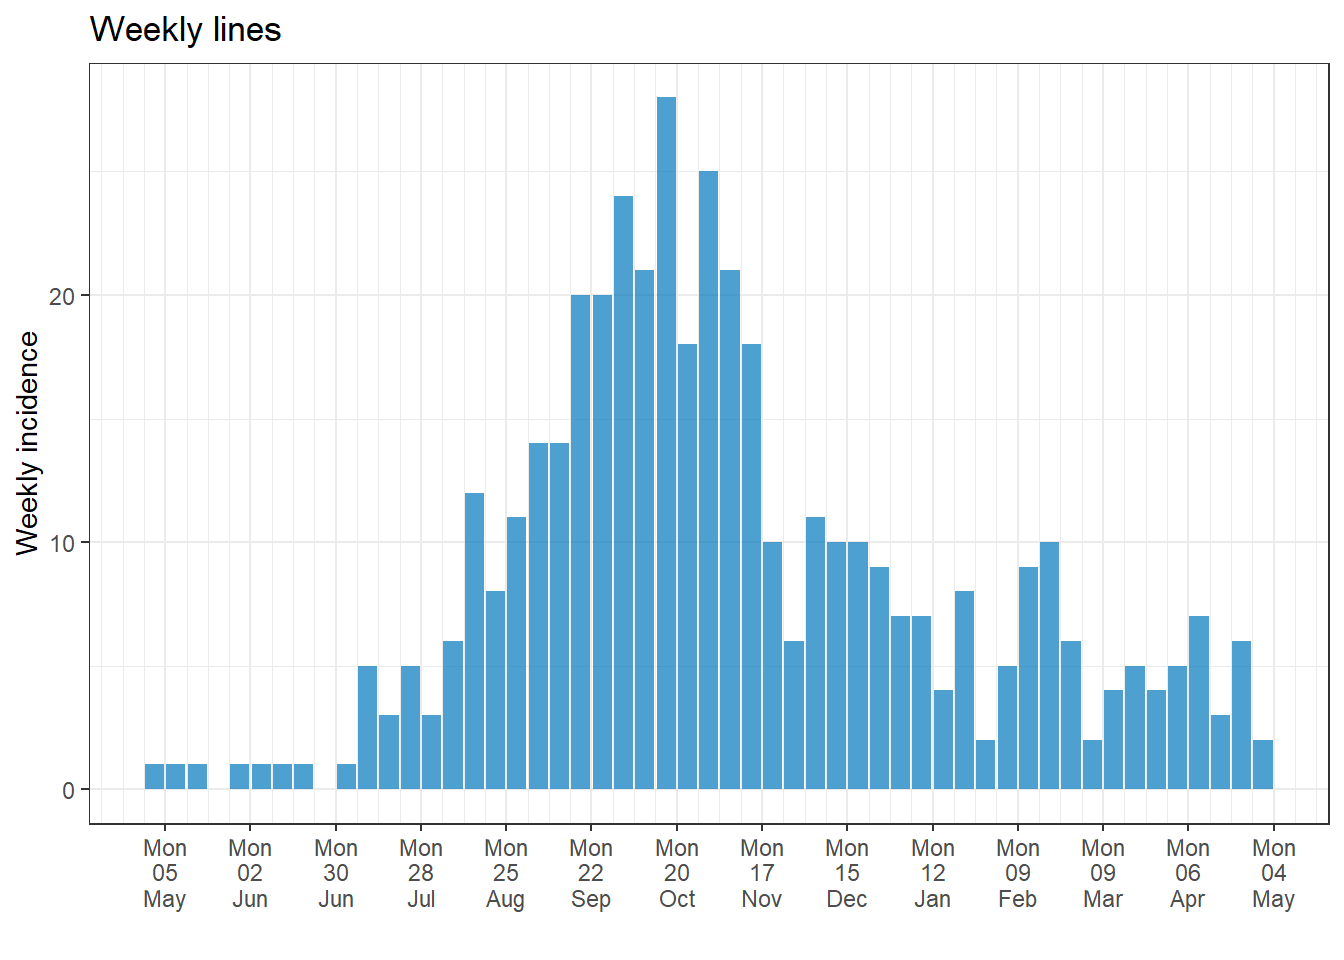 Weekly lines
Weekly incidence
20
10
0
Mon Mon Mon Mon Mon Mon Mon Mon Mon Mon Mon Mon Mon Mon
05 02 30 28 25 22 20 17 15 12 09 09 06 04
May Jun Jun Jul Aug Sep Oct Nov Dec Jan Feb Mar Apr May